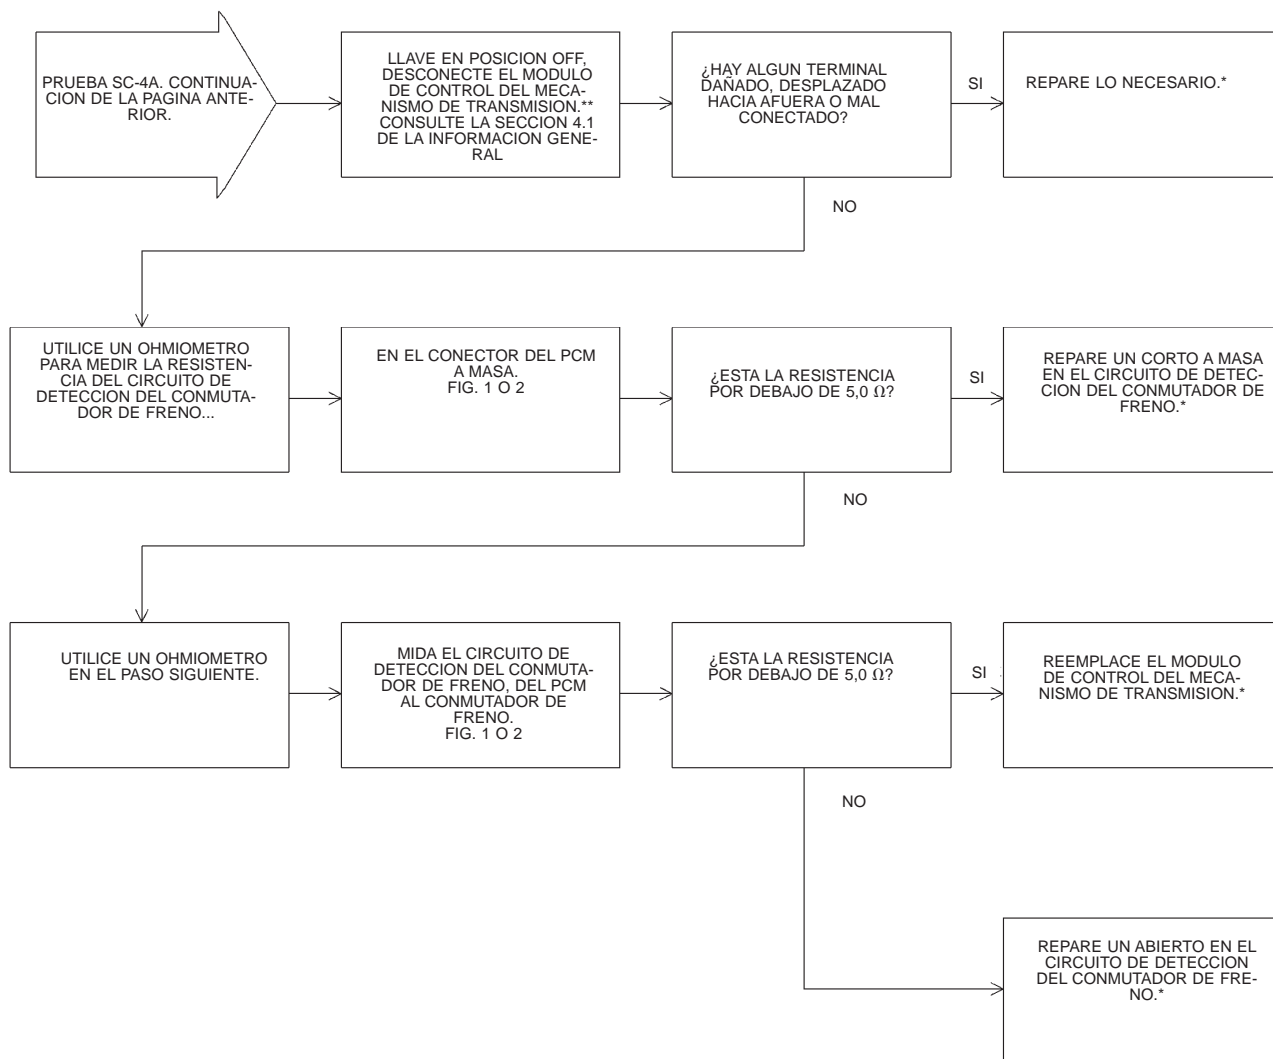 PRUEBA SC-4A. CONTINUA-
CION DE LA PAGINA ANTE-
RIOR.
LLAVE EN POSICION OFF,
DESCONECTE EL MODULO
DE CONTROL DEL MECA-
NISMO DE TRANSMISION.**
CONSULTE LA SECCION 4.1
DE LA INFORMACION GENE-
RAL
¿HAY ALGUN TERMINAL
DAÑADO, DESPLAZADO
HACIA AFUERA O MAL
CONECTADO?
SI
REPARE LO NECESARIO.*
NO
UTILICE UN OHMIOMETRO
PARA MEDIR LA RESISTEN-
CIA DEL CIRCUITO DE
DETECCION DEL CONMUTA-
DOR DE FRENO...
EN EL CONECTOR DEL PCM
A MASA.
FIG. 1 O 2
¿ESTA LA RESISTENCIA
POR DEBAJO DE 5,0 Ω?
SI
REPARE UN CORTO A MASA
EN EL CIRCUITO DE DETEC-
CION DEL CONMUTADOR DE
FRENO.*
NO
UTILICE UN OHMIOMETRO
EN EL PASO SIGUIENTE.
MIDA EL CIRCUITO DE
DETECCION DEL CONMUTA-
DOR DE FRENO, DEL PCM
AL CONMUTADOR DE
FRENO.
FIG. 1 O 2
¿ESTA LA RESISTENCIA
POR DEBAJO DE 5,0 Ω?
SI
REEMPLACE EL MODULO
DE CONTROL DEL MECA-
NISMO DE TRANSMISION.*
NO
REPARE UN ABIERTO EN EL
CIRCUITO DE DETECCION
DEL CONMUTADOR DE FRE-
NO.*